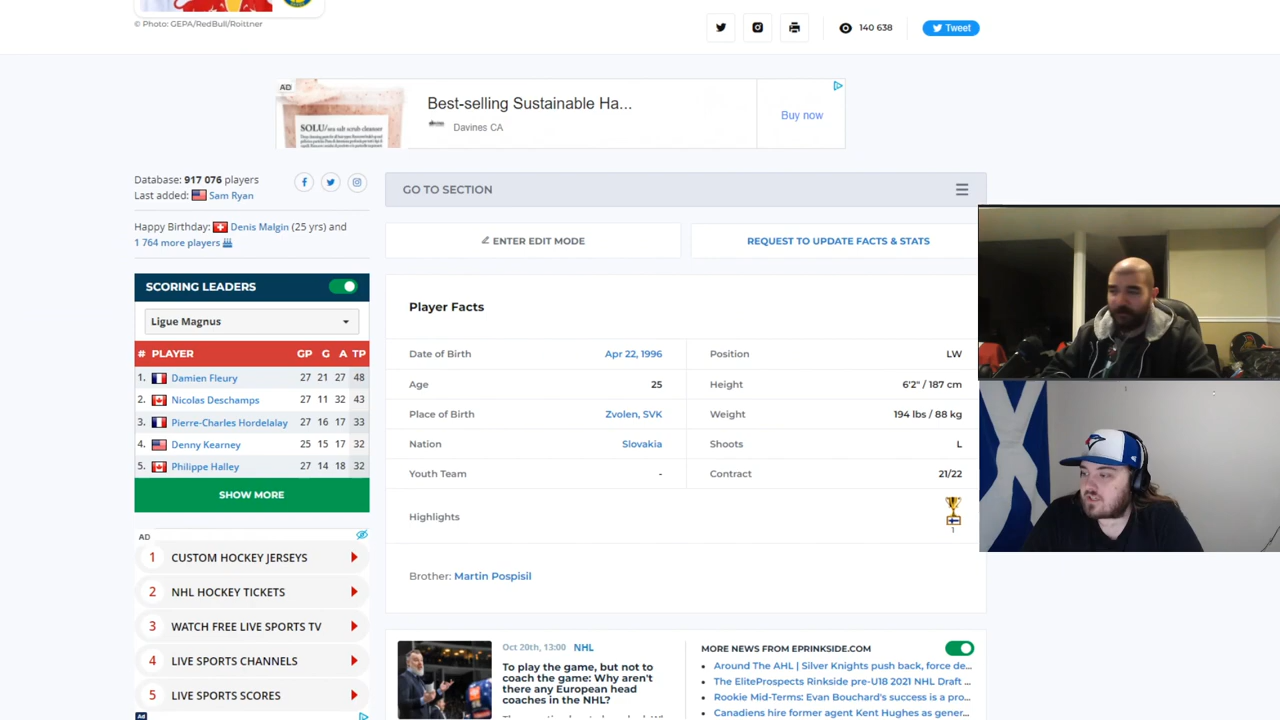 © Photo: GEPA/RedBull/Roittner
140 638
Tweet
AD
SOLU/sea salt scrub cleanser
Best-selling Sustainable Ha...
Davines CA
Buy now
Database: 917 076 players
Last added: Sam Ryan
Happy Birthday: Denis Malgin (25 yrs) and
1 764 more players
GO TO SECTION
ENTER EDIT MODE
REQUEST TO UPDATE FACTS & STATS
SCORING LEADERS
Ligue Magnus
# PLAYER GP G A TP
1. Damien Fleury 27 21 27 48
2. Nicolas Deschamps 27 11 32 43
3. Pierre-Charles Hordelalay 27 16 17 33
4. Denny Kearney 25 15 17 32
5. Philippe Halley 27 14 18 32
SHOW MORE
AD
1 CUSTOM HOCKEY JERSEYS
2 NHL HOCKEY TICKETS
3 WATCH FREE LIVE SPORTS TV
4 LIVE SPORTS CHANNELS
5 LIVE SPORTS SCORES
Ad
Player Facts
Date of Birth Apr 22, 1996 Position LW
Age 25 Height 6'2" / 187 cm
Place of Birth Zvolen, SVK Weight 194 lbs / 88 kg
Nation Slovakia Shoots L
Youth Team - Contract 21/22
Highlights 1
Brother: Martin Pospisil
Oct 20th, 13:00 NHL
To play the game, but not to
coach the game: Why aren't
there any European head
coaches in the NHL?
MORE NEWS FROM EPRINKSIDE.COM
Around The AHL | Silver Knights push back, force de...
The EliteProspects Rinkside pre-U18 2021 NHL Draft ...
Rookie Mid-Terms: Evan Bouchard's success is a pro...
Canadiens hire former agent Kent Hughes as gener...